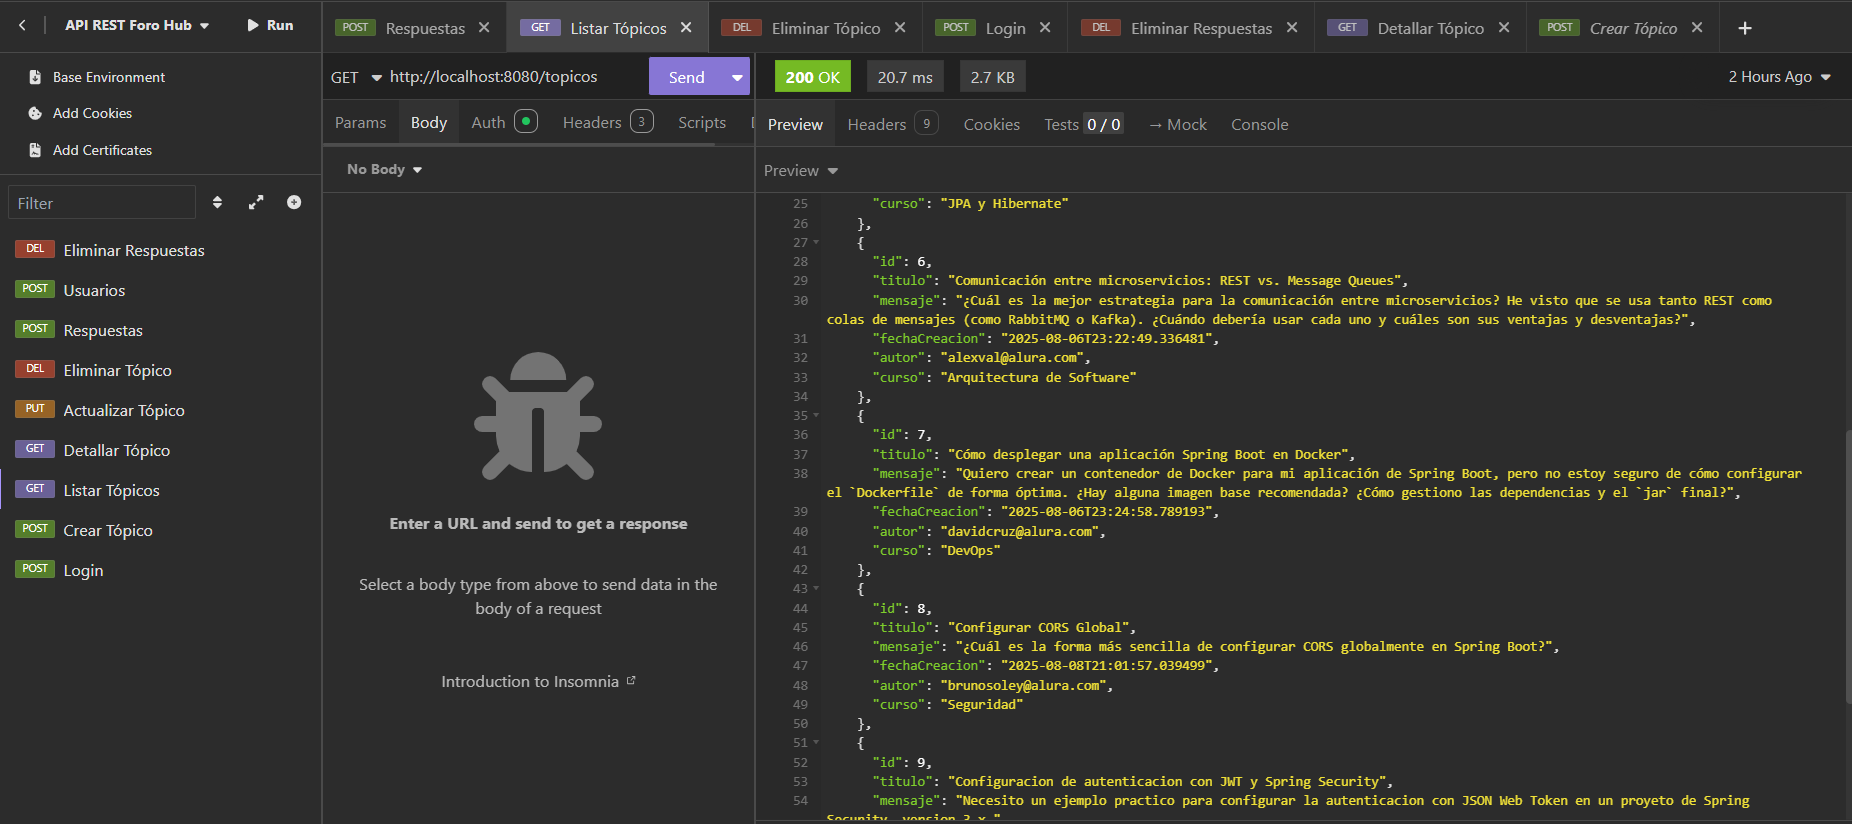 API REST Foro Hub
Run
Base Environment
Add Cookies
Add Certificates
Filter
DEL Eliminar Respuestas
POST Usuarios
POST Respuestas
DEL Eliminar Tópico
PUT Actualizar Tópico
GET Detallar Tópico
GET Listar Tópicos
POST Crear Tópico
POST Login
POST Respuestas
GET Listar Tópicos
DEL Eliminar Tópico
POST Login
DEL Eliminar Respuestas
GET Detallar Tópico
POST Crear Tópico
GET http://localhost:8080/topicos
Send
Params Body Auth Headers 3 Scripts
No Body
Enter a URL and send to get a response
Select a body type from above to send data in the
body of a request
Introduction to Insomnia
200 OK 20.7 ms 2.7 KB 2 Hours Ago
Preview Headers 9 Cookies Tests 0 / 0 → Mock Console
Preview
25 "curso": "JPA y Hibernate"
26 },
27 {
28 "id": 6,
29 "titulo": "Comunicación entre microservicios: REST vs. Message Queues",
30 "mensaje": "¿Cuál es la mejor estrategia para la comunicación entre microservicios? He visto que se usa tanto REST como
colas de mensajes (como RabbitMQ o Kafka). ¿Cuándo debería usar cada uno y cuáles son sus ventajas y desventajas?",
31 "fechaCreacion": "2025-08-06T23:22:49.336481",
32 "autor": "alexval@alura.com",
33 "curso": "Arquitectura de Software"
34 },
35 {
36 "id": 7,
37 "titulo": "Cómo desplegar una aplicación Spring Boot en Docker",
38 "mensaje": "Quiero crear un contenedor de Docker para mi aplicación de Spring Boot, pero no estoy seguro de cómo configurar
el `Dockerfile` de forma óptima. ¿Hay alguna imagen base recomendada? ¿Cómo gestiono las dependencias y el `jar` final?",
39 "fechaCreacion": "2025-08-06T23:24:58.789193",
40 "autor": "davidcruz@alura.com",
41 "curso": "DevOps"
42 },
43 {
44 "id": 8,
45 "titulo": "Configurar CORS Global",
46 "mensaje": "¿Cuál es la forma más sencilla de configurar CORS globalmente en Spring Boot?",
47 "fechaCreacion": "2025-08-08T21:01:57.039499",
48 "autor": "brunosoley@alura.com",
49 "curso": "Seguridad"
50 },
51 {
52 "id": 9,
53 "titulo": "Configuracion de autenticacion con JWT y Spring Security",
54 "mensaje": "Necesito un ejemplo practico para configurar la autenticacion con JSON Web Token en un proyeto de Spring
Security, version 3.x."